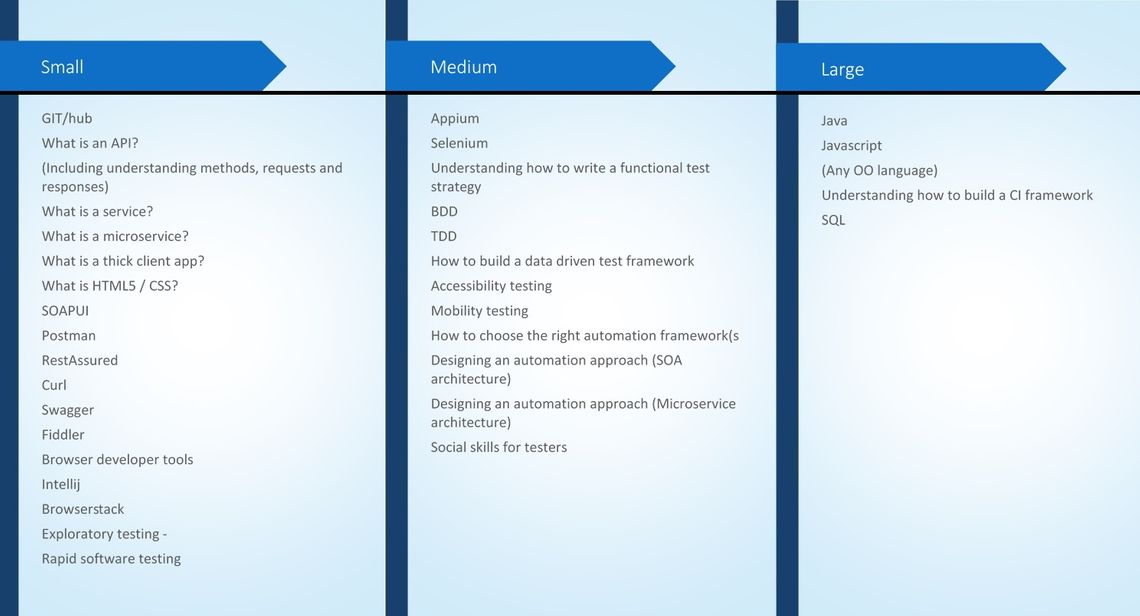 Small
GIT/hub
What is an API?
(Including understanding methods, requests and
responses)
What is a service?
What is a microservice?
What is a thick client app?
What is HTML5 / CSS?
SOAPUI
Postman
RestAssured
Curl
Swagger
Fiddler
Browser developer tools
Intellij
Browserstack
Exploratory testing -
Rapid software testing
Medium
Appium
Selenium
Understanding how to write a functional test
strategy
BDD
TDD
How to build a data driven test framework
Accessibility testing
Mobility testing
How to choose the right automation framework(s
Designing an automation approach (SOA
architecture)
Designing an automation approach (Microservice
architecture)
Social skills for testers
Large
Java
Javascript
(Any OO language)
Understanding how to build a CI framework
SQL